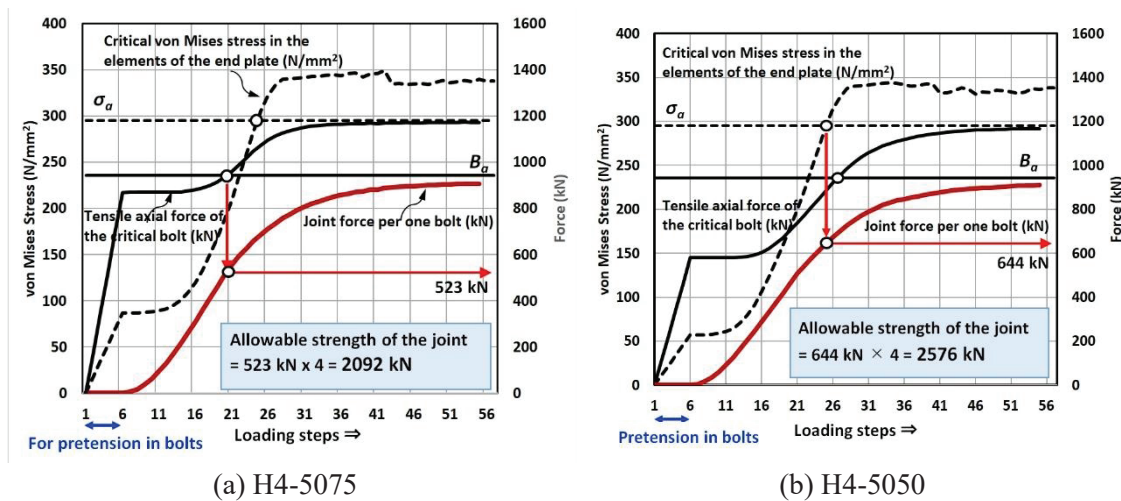 400
350
300
250
200
150
100
50
0
von Mises Stress (N/mm²)
1600
1400
1200
1000
800
600
400
200
0
Force (kN)
Critical von Mises stress in the
elements of the end plate (N/mm²)
σa
Ba
Tensile axial force of
the critical bolt (kN)
Joint force per one bolt (kN)
523 kN
Allowable strength of the joint
= 523 kN x 4 = 2092 kN
1 6 11 16 21 26 31 36 41 46 51 56
For pretension in bolts
Loading steps ⇒
(a) H4-5075
400
350
300
250
200
150
100
50
0
von Mises Stress (N/mm²)
1600
1400
1200
1000
800
600
400
200
0
Force (kN)
Critical von Mises stress in the
elements of the end plate (N/mm²)
σa
Ba
Tensile axial force of
the critical bolt (kN)
Joint force per one bolt (kN)
644 kN
Allowable strength of the joint
= 644 kN × 4 = 2576 kN
1 6 11 16 21 26 31 36 41 46 51 56
Pretension in bolts
Loading steps ⇒
(b) H4-5050